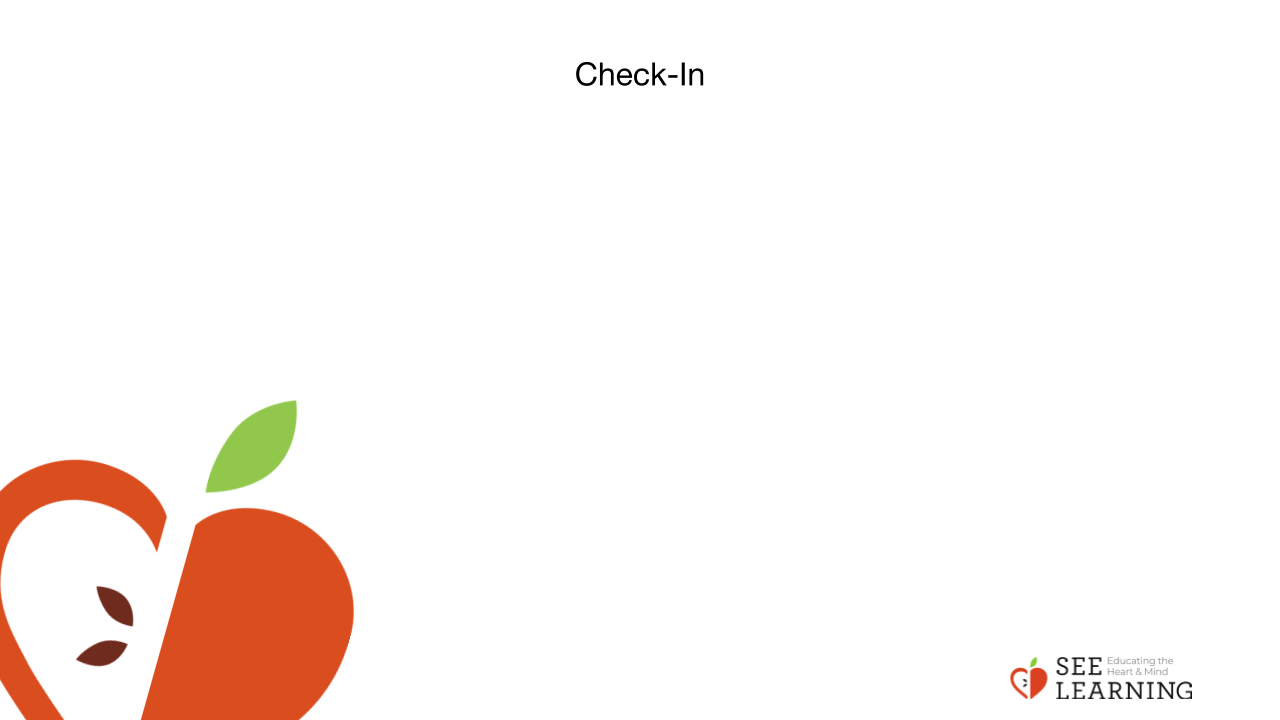 Check-In
SEE Educating the
Heart & Mind
LEARNING